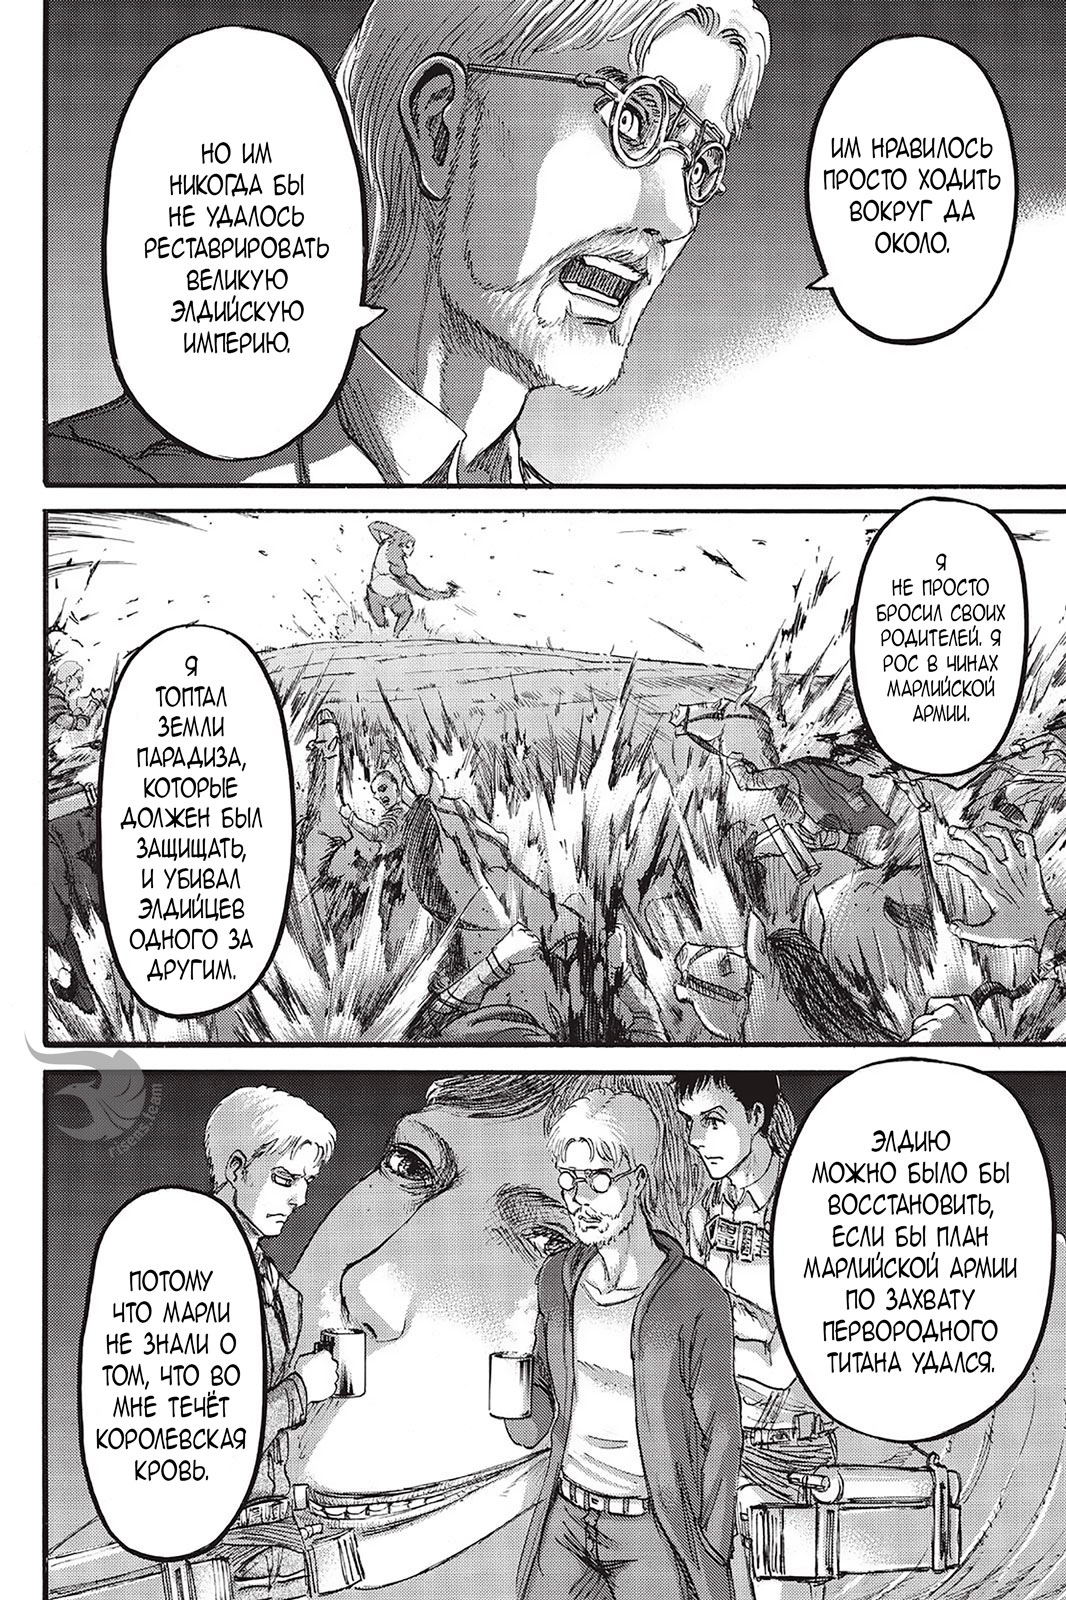 ИМ НРАВИЛОСЬ
ПРОСТО ХОДИТЬ
ВОКРУГ ДА
ОКОЛО.
НО ИМ
НИКОГДА БЫ
НЕ УДАЛОСЬ
РЕСТАВРИРОВАТЬ
ВЕЛИКУЮ
ЭЛДИЙСКУЮ
ИМПЕРИЮ.
Я
НЕ ПРОСТО
БРОСИЛ СВОИХ
РОДИТЕЛЕЙ. Я
РОС В ЧИНАХ
МАРЛИЙСКОЙ
АРМИИ.
Я
ТОПТАЛ
ЗЕМЛИ
ПАРАДИЗА,
КОТОРЫЕ
ДОЛЖЕН БЫЛ
ЗАЩИЩАТЬ,
И УБИВАЛ
ЭЛДИЙЦЕВ
ОДНОГО ЗА
ДРУГИМ.
ЭЛДИЮ
МОЖНО БЫЛО БЫ
ВОССТАНОВИТЬ,
ЕСЛИ БЫ ПЛАН
МАРЛИЙСКОЙ АРМИИ
ПО ЗАХВАТУ
ПЕРВОРОДНОГО
ТИТАНА УДАЛСЯ.
ПОТОМУ
ЧТО МАРЛИ
НЕ ЗНАЛИ О
ТОМ, ЧТО ВО
МНЕ ТЕЧЁТ
КОРОЛЕВСКАЯ
КРОВЬ.
risens.team